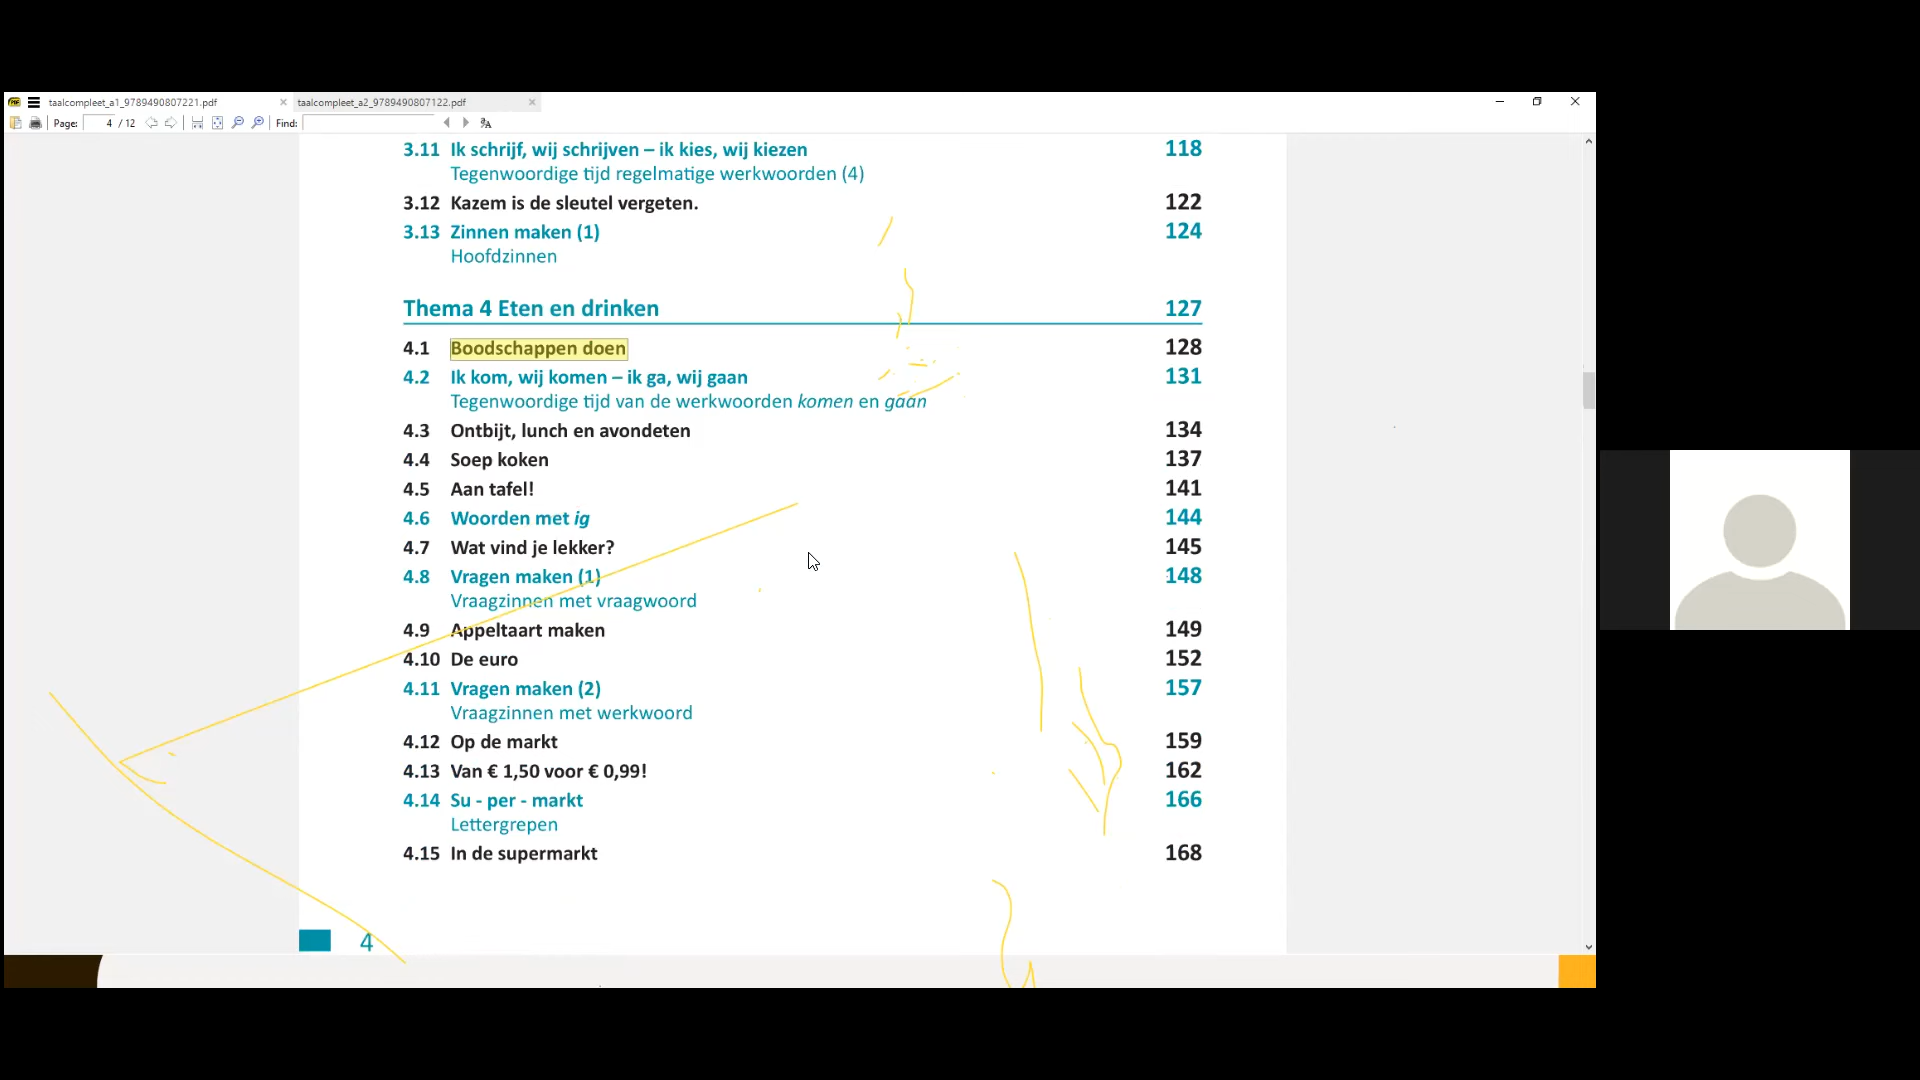 taalcompleet_a1_9789490807221.pdf
taalcompleet_a2_9789490807122.pdf
Page: 4 / 12 Find:
3.11 Ik schrijf, wij schrijven – ik kies, wij kiezen 118
Tegenwoordige tijd regelmatige werkwoorden (4)
3.12 Kazem is de sleutel vergeten. 122
3.13 Zinnen maken (1) 124
Hoofdzinnen
Thema 4 Eten en drinken 127
4.1 Boodschappen doen 128
4.2 Ik kom, wij komen – ik ga, wij gaan 131
Tegenwoordige tijd van de werkwoorden komen en gaan
4.3 Ontbijt, lunch en avondeten 134
4.4 Soep koken 137
4.5 Aan tafel! 141
4.6 Woorden met ig 144
4.7 Wat vind je lekker? 145
4.8 Vragen maken (1) 148
Vraagzinnen met vraagwoord
4.9 Appeltaart maken 149
4.10 De euro 152
4.11 Vragen maken (2) 157
Vraagzinnen met werkwoord
4.12 Op de markt 159
4.13 Van € 1,50 voor € 0,99! 162
4.14 Su - per - markt 166
Lettergrepen
4.15 In de supermarkt 168
4